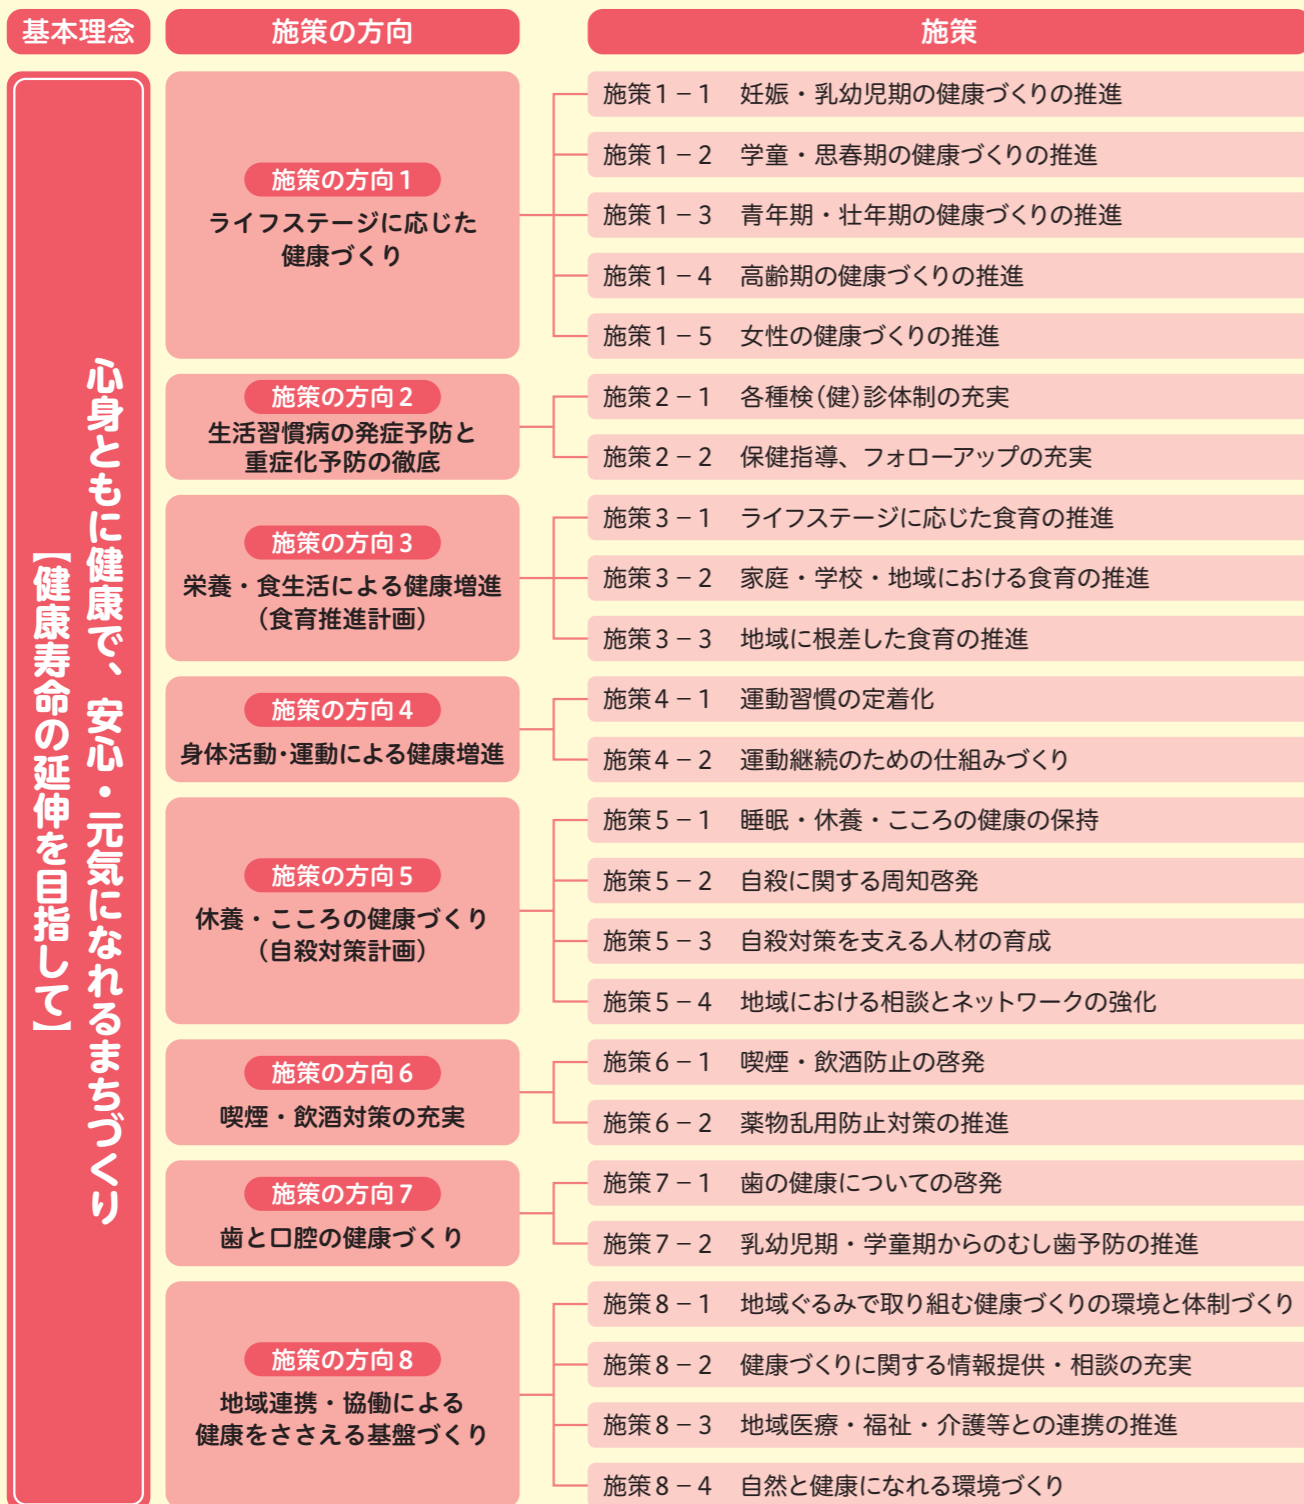 基本理念
施策の方向
施策
心身ともに健康で、安心・元気になれるまちづくり
【健康寿命の延伸を目指して】
施策の方向1
ライフステージに応じた
健康づくり
施策1−1 妊娠・乳幼児期の健康づくりの推進
施策1−2 学童・思春期の健康づくりの推進
施策1−3 青年期・壮年期の健康づくりの推進
施策1−4 高齢期の健康づくりの推進
施策1−5 女性の健康づくりの推進
施策の方向2
生活習慣病の発症予防と
重症化予防の徹底
施策2−1 各種検(健)診体制の充実
施策2−2 保健指導、フォローアップの充実
施策の方向3
栄養・食生活による健康増進
(食育推進計画)
施策3−1 ライフステージに応じた食育の推進
施策3−2 家庭・学校・地域における食育の推進
施策3−3 地域に根差した食育の推進
施策の方向4
身体活動・運動による健康増進
施策4−1 運動習慣の定着化
施策4−2 運動継続のための仕組みづくり
施策の方向5
休養・こころの健康づくり
(自殺対策計画)
施策5−1 睡眠・休養・こころの健康の保持
施策5−2 自殺に関する周知啓発
施策5−3 自殺対策を支える人材の育成
施策5−4 地域における相談とネットワークの強化
施策の方向6
喫煙・飲酒対策の充実
施策6−1 喫煙・飲酒防止の啓発
施策6−2 薬物乱用防止対策の推進
施策の方向7
歯と口腔の健康づくり
施策7−1 歯の健康についての啓発
施策7−2 乳幼児期・学童期からのむし歯予防の推進
施策の方向8
地域連携・協働による
健康をささえる基盤づくり
施策8−1 地域ぐるみで取り組む健康づくりの環境と体制づくり
施策8−2 健康づくりに関する情報提供・相談の充実
施策8−3 地域医療・福祉・介護等との連携の推進
施策8−4 自然と健康になれる環境づくり